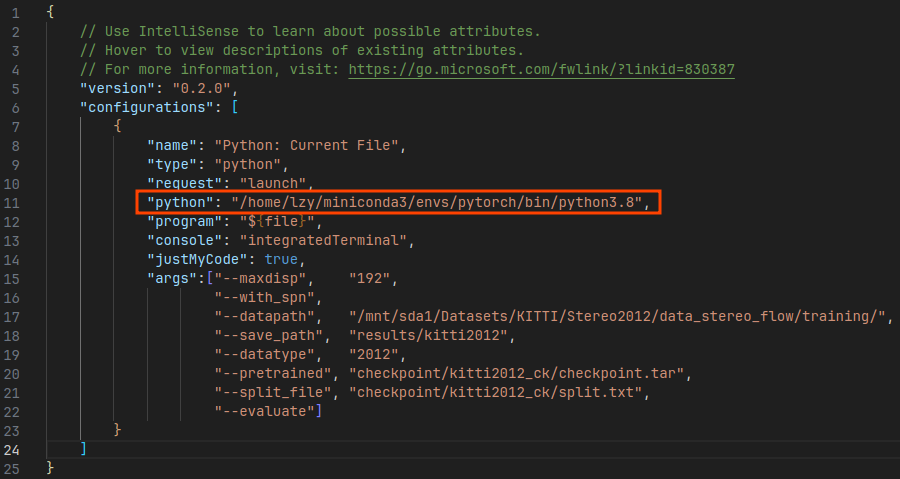 1 {
2 // Use IntelliSense to learn about possible attributes.
3 // Hover to view descriptions of existing attributes.
4 // For more information, visit: https://go.microsoft.com/fwlink/?linkid=830387
5 "version": "0.2.0",
6 "configurations": [
7 {
8 "name": "Python: Current File",
9 "type": "python",
10 "request": "launch",
11 "python": "/home/lzy/miniconda3/envs/pytorch/bin/python3.8",
12 "program": "${file}",
13 "console": "integratedTerminal",
14 "justMyCode": true,
15 "args":["--maxdisp", "192",
16 "--with_spn",
17 "--datapath", "/mnt/sda1/Datasets/KITTI/Stereo2012/data_stereo_flow/training/",
18 "--save_path", "results/kitti2012",
19 "--datatype", "2012",
20 "--pretrained", "checkpoint/kitti2012_ck/checkpoint.tar",
21 "--split_file", "checkpoint/kitti2012_ck/split.txt",
22 "--evaluate"]
23 }
24 ]
25 }